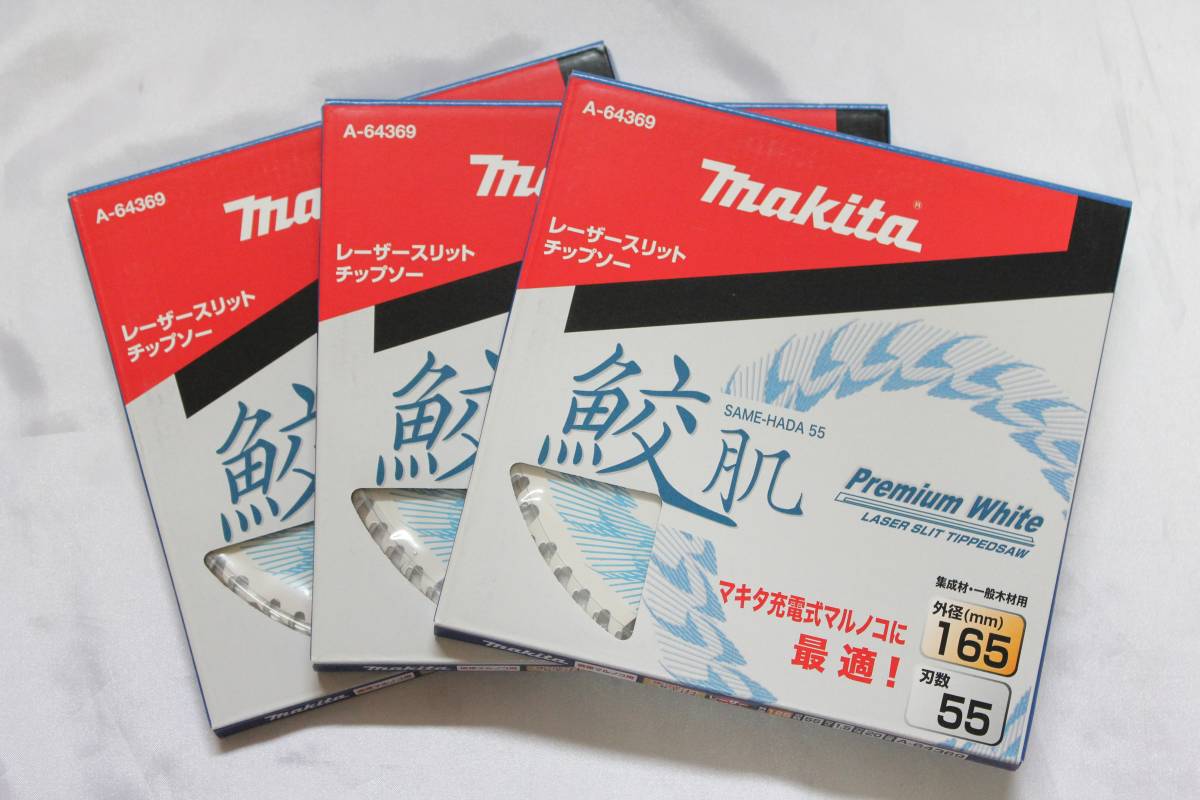 A-64369
レーザースリット
チップソー
鮫
A-64369
レーザースリット
チップソー
鮫
A-64369
makita
レーザースリット
チップソー
鮫肌
SAME-HADA 55
Premium White
LASER SLIT TIPPEDSAW
マキタ充電式マルノコに
最適!
集成材・一般木材用
外径(mm)
165
刃数
55
makita
makita
makita
A-64369